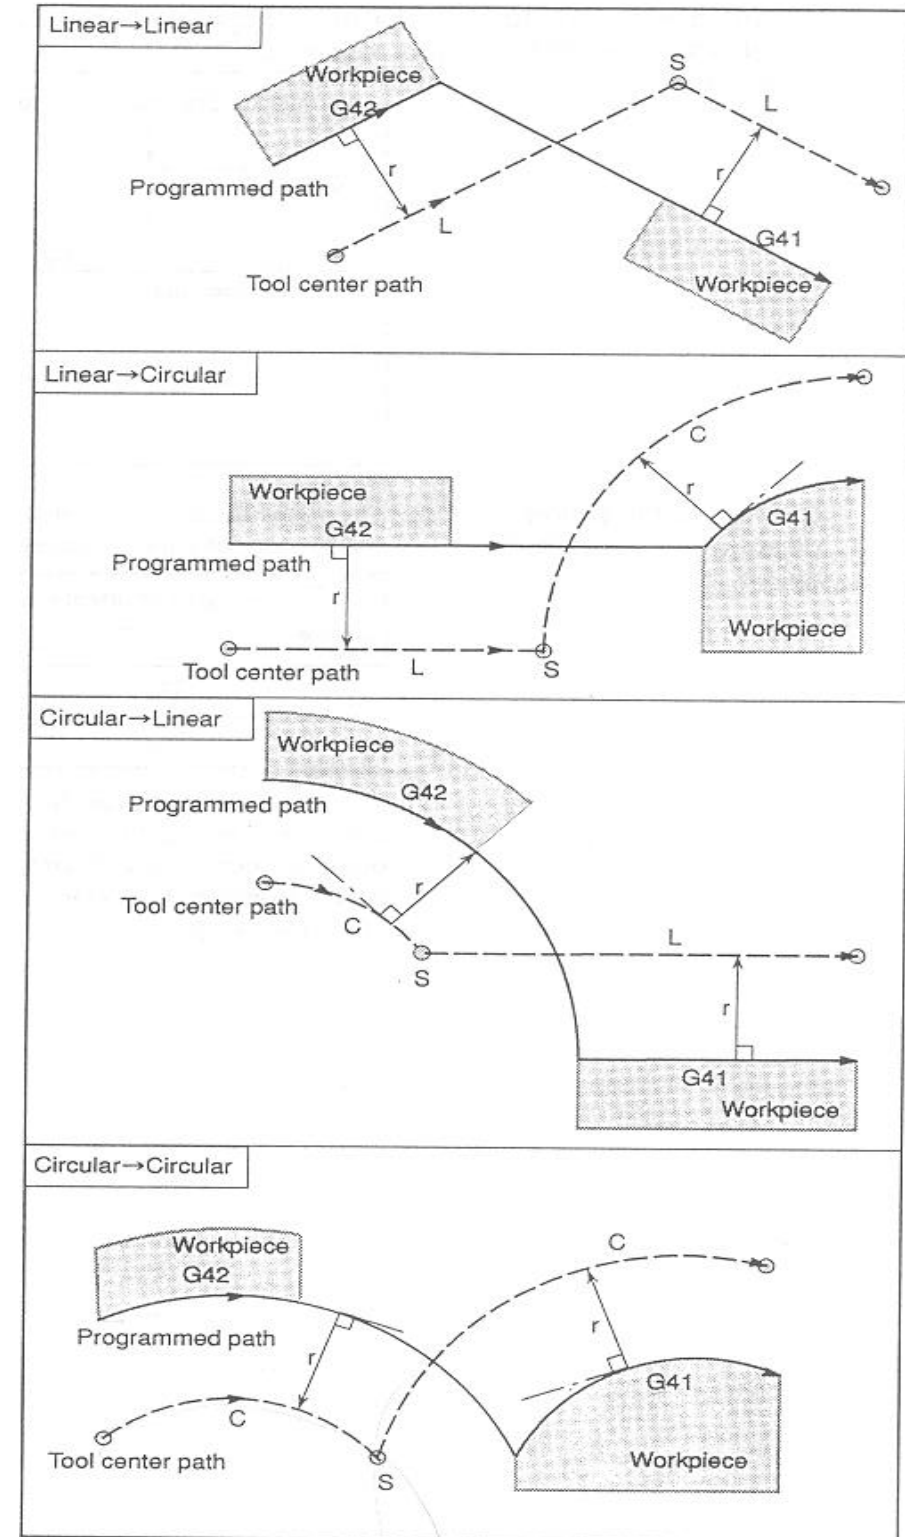 Linear→Linear
Workpiece
G42
r
Programmed path
L
Tool center path
S
L
r
G41
Workpiece
Linear→Circular
Workpiece
G42
Programmed path
r
Tool center path
L
S
C
r
G41
Workpiece
Circular→Linear
Workpiece
G42
Programmed path
r
Tool center path
C
S
L
r
G41
Workpiece
Circular→Circular
Workpiece
G42
Programmed path
r
C
Tool center path
S
C
r
G41
Workpiece